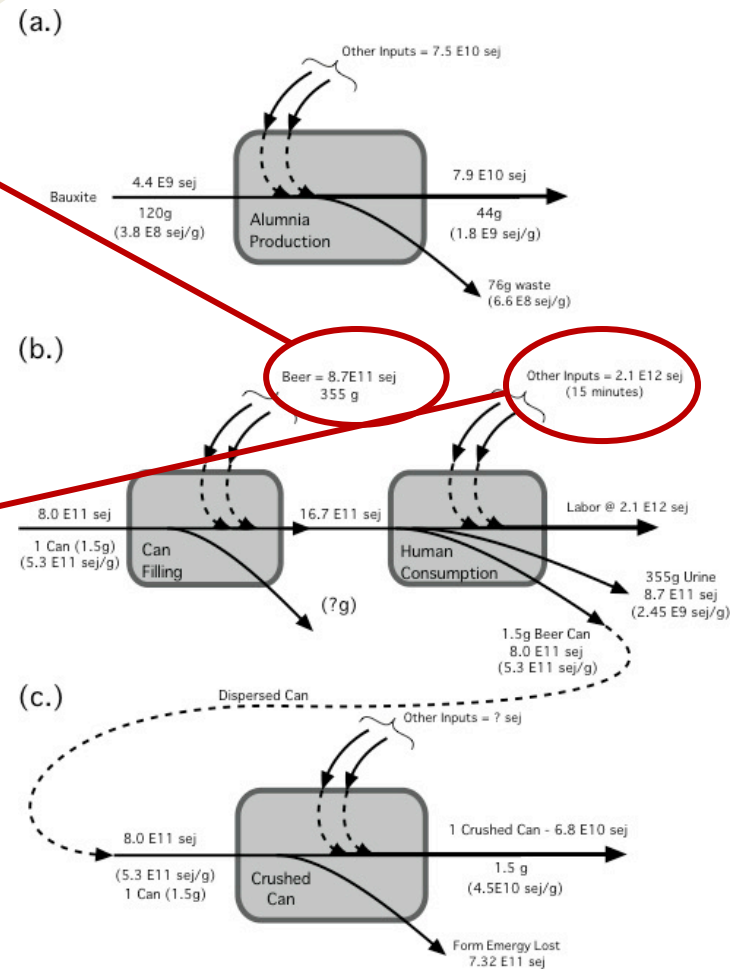 (a.)
Other Inputs = 7.5 E10 sej
Bauxite
4.4 E9 sej
120g
(3.8 E8 sej/g)
Alumnia
Production
7.9 E10 sej
44g
(1.8 E9 sej/g)
76g waste
(6.6 E8 sej/g)
(b.)
Beer = 8.7E11 sej
355 g
Other Inputs = 2.1 E12 sej
(15 minutes)
8.0 E11 sej
1 Can (1.5g)
(5.3 E11 sej/g)
Can
Filling
(?g)
16.7 E11 sej
Human
Consumption
Labor @ 2.1 E12 sej
355g Urine
8.7 E11 sej
(2.45 E9 sej/g)
1.5g Beer Can
8.0 E11 sej
(5.3 E11 sej/g)
(c.)
Dispersed Can
Other Inputs = ? sej
8.0 E11 sej
(5.3 E11 sej/g)
1 Can (1.5g)
Crushed
Can
1 Crushed Can - 6.8 E10 sej
1.5 g
(4.5E10 sej/g)
Form Emergy Lost
7.32 E11 sej